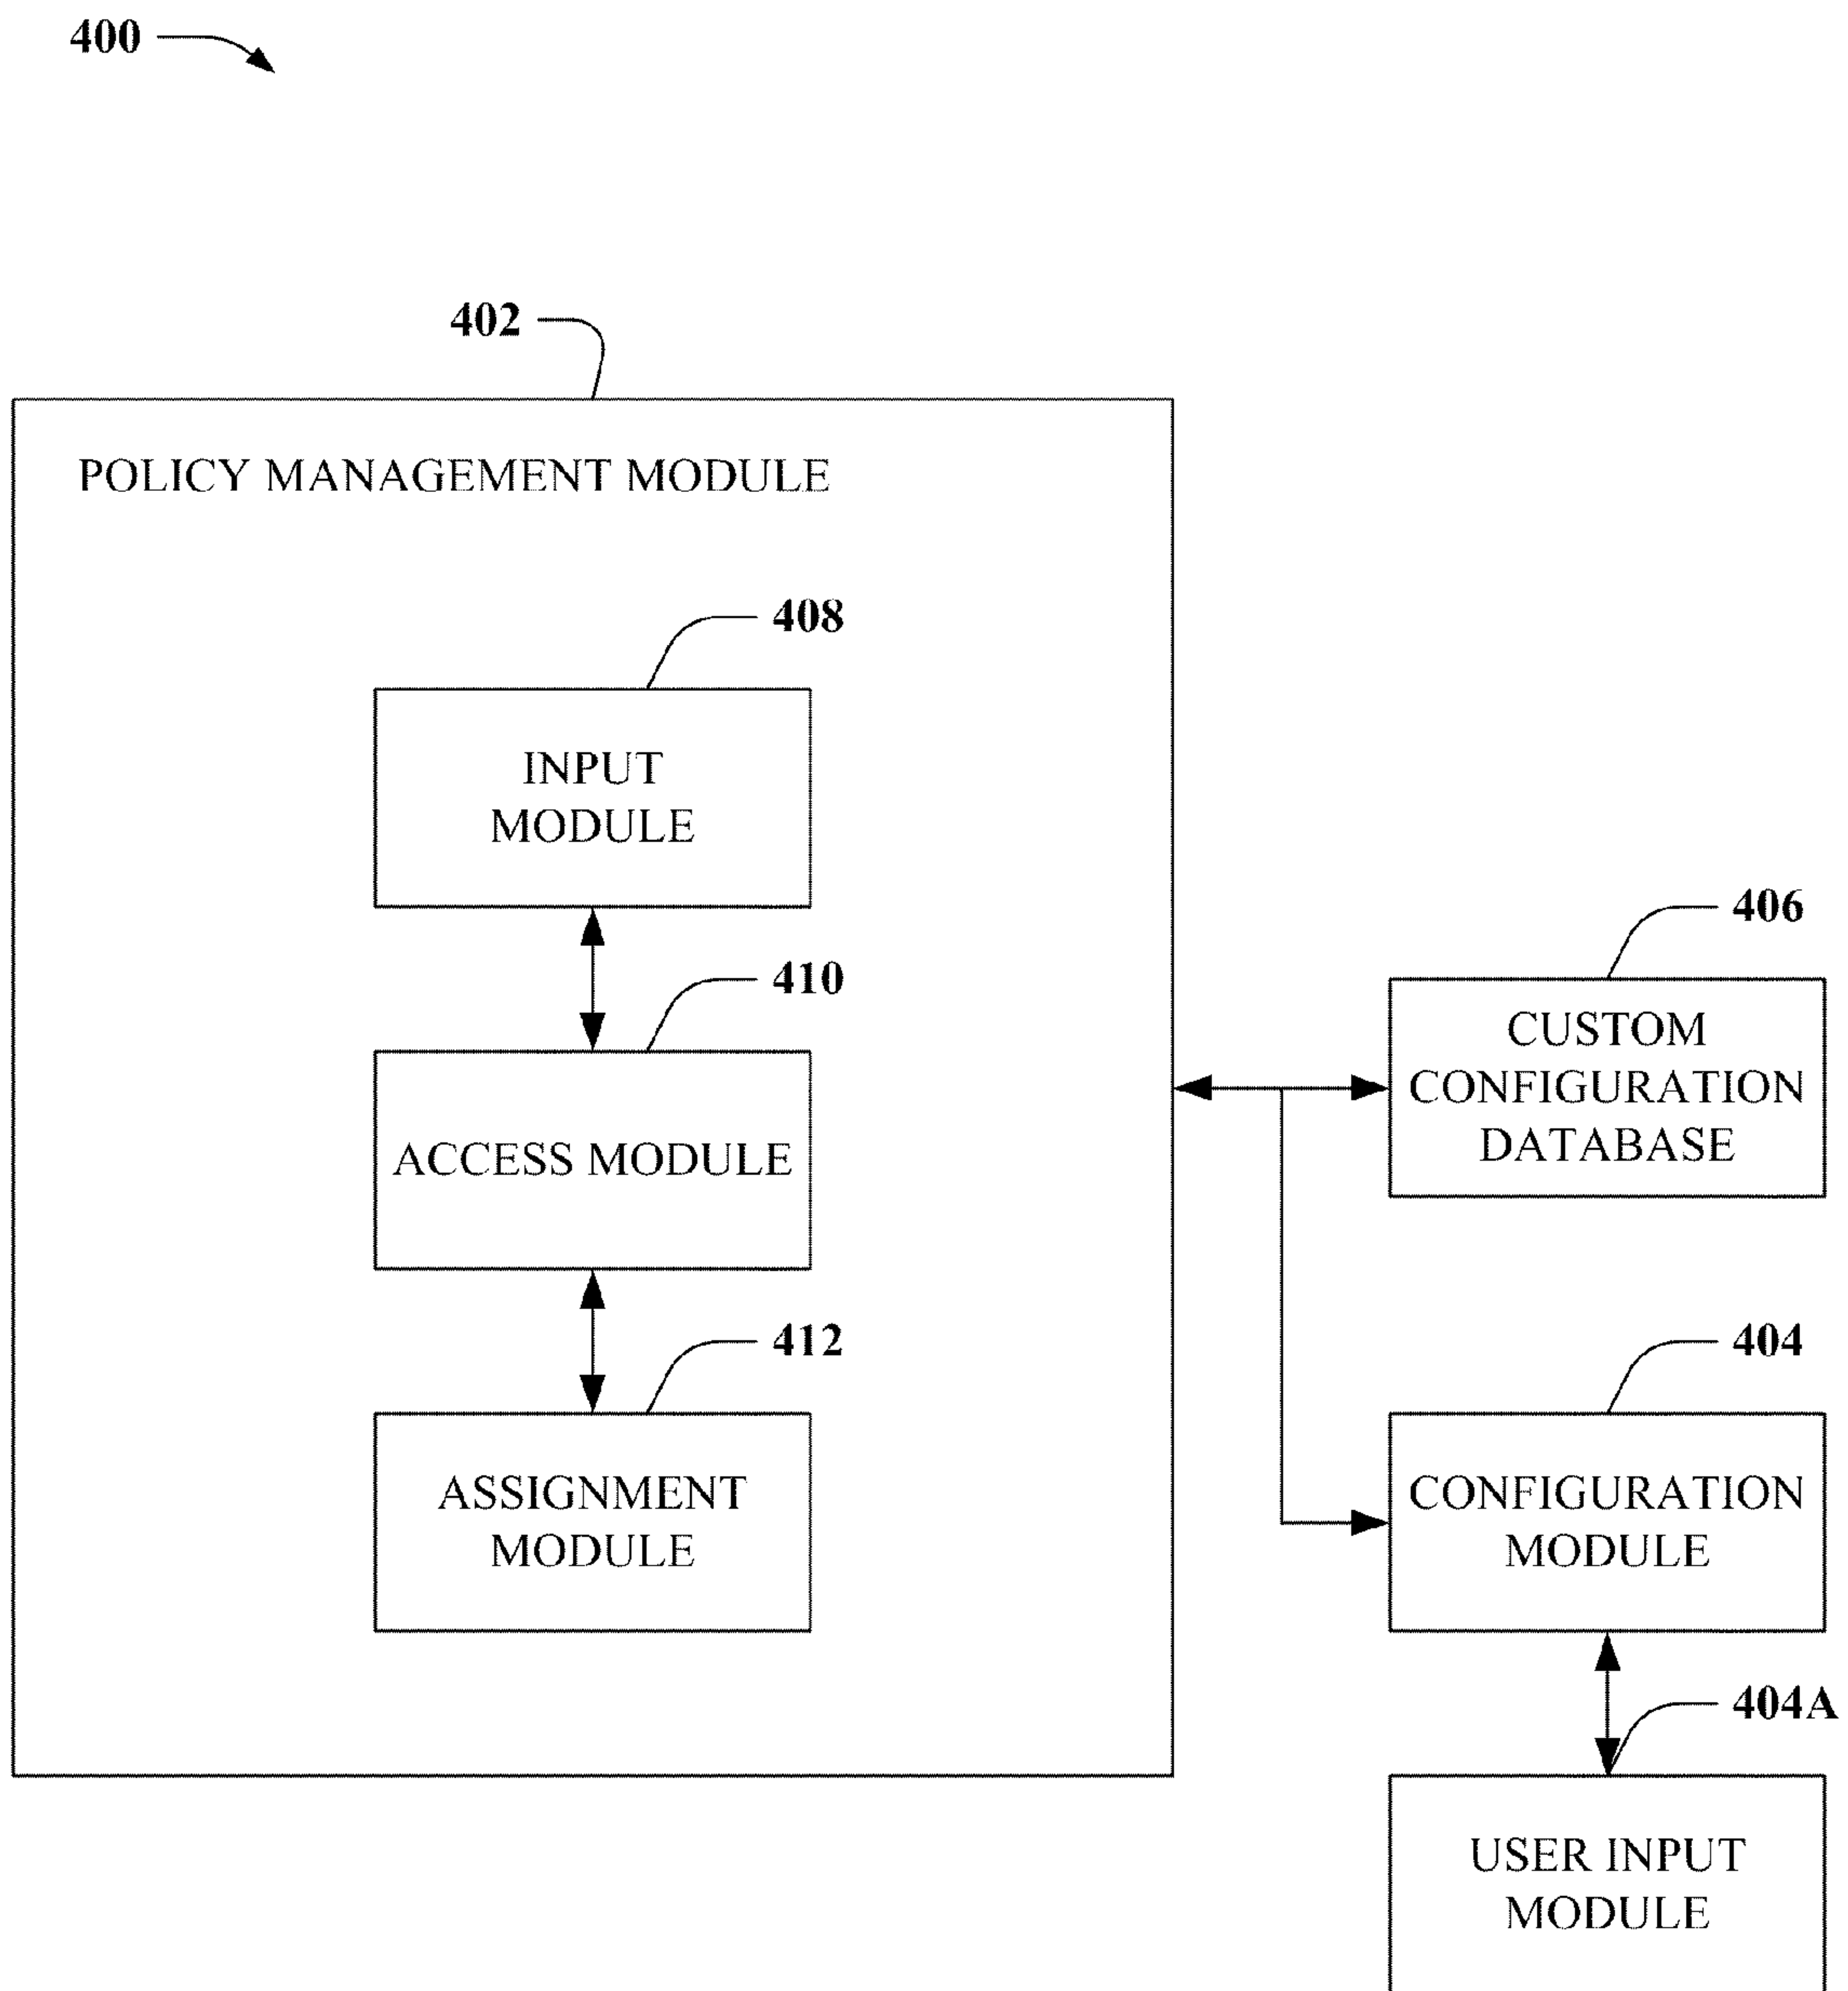 400
402
POLICY MANAGEMENT MODULE
408
INPUT
MODULE
410
ACCESS MODULE
412
ASSIGNMENT
MODULE
406
CUSTOM
CONFIGURATION
DATABASE
404
CONFIGURATION
MODULE
404A
USER INPUT
MODULE